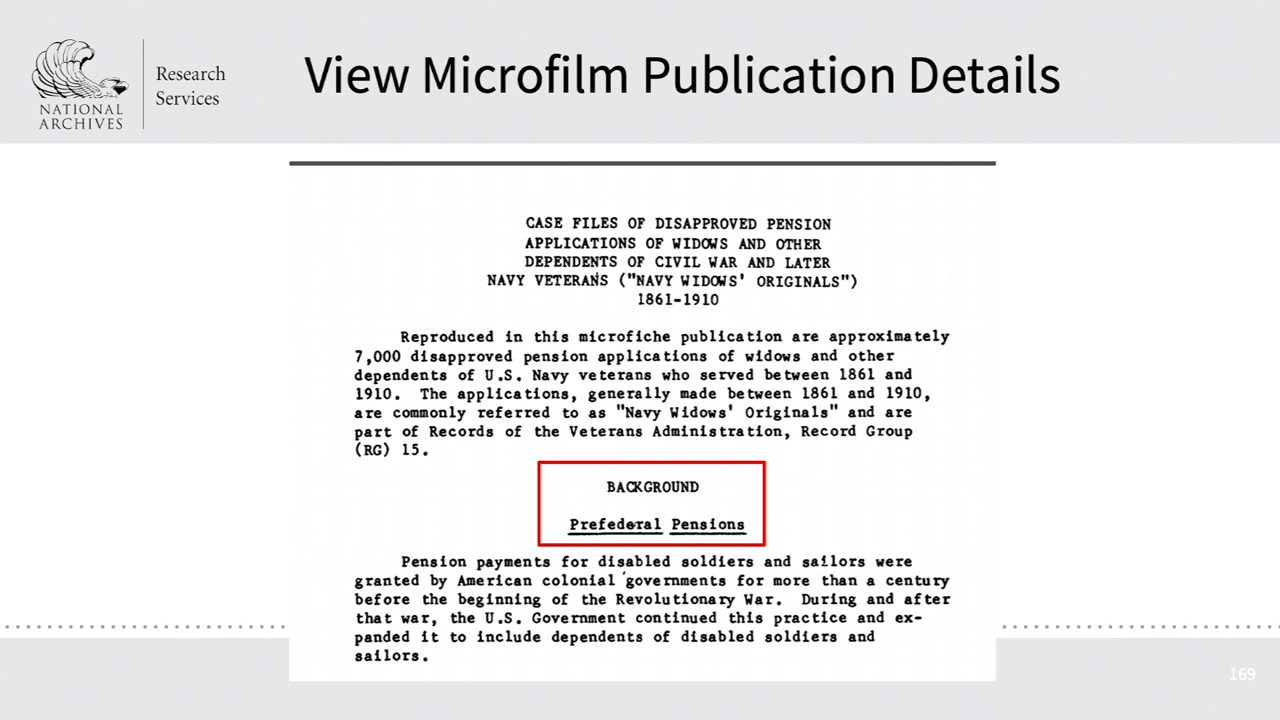 NATIONAL
ARCHIVES
Research
Services
View Microfilm Publication Details
CASE FILES OF DISAPPROVED PENSION
APPLICATIONS OF WIDOWS AND OTHER
DEPENDENTS OF CIVIL WAR AND LATER
NAVY VETERANS ("NAVY WIDOWS' ORIGINALS")
1861-1910
Reproduced in this microfiche publication are approximately
7,000 disapproved pension applications of widows and other
dependents of U.S. Navy veterans who served between 1861 and
1910. The applications, generally made between 1861 and 1910,
are commonly referred to as "Navy Widows' Originals" and are
part of Records of the Veterans Administration, Record Group
(RG) 15.
BACKGROUND
Prefederal Pensions
Pension payments for disabled soldiers and sailors were
granted by American colonial governments for more than a century
before the beginning of the Revolutionary War. During and after
that war, the U.S. Government continued this practice and ex-
panded it to include dependents of disabled soldiers and
sailors.
169